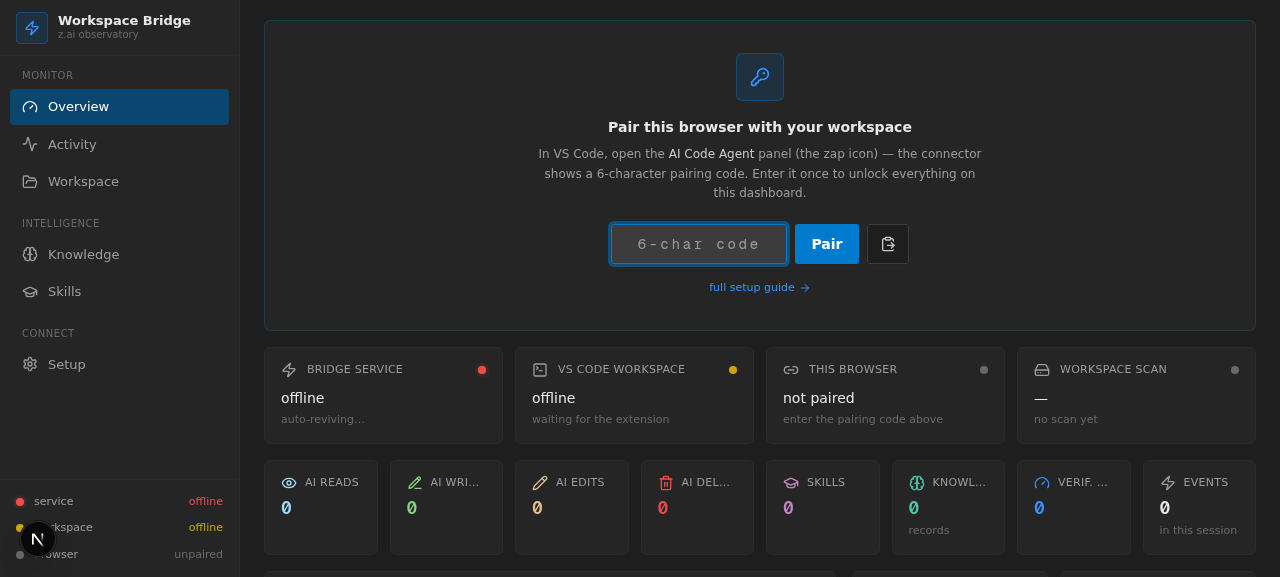 Workspace Bridge
z.ai observatory
MONITOR
Overview
Activity
Workspace
INTELLIGENCE
Knowledge
Skills
CONNECT
Setup
service offline
kspace offline
owser unpaired
N
Pair this browser with your workspace
In VS Code, open the AI Code Agent panel (the zap icon) — the connector
shows a 6-character pairing code. Enter it once to unlock everything on
this dashboard.
6-char code
Pair
full setup guide →
BRIDGE SERVICE
offline
auto-reviving...
VS CODE WORKSPACE
offline
waiting for the extension
THIS BROWSER
not paired
enter the pairing code above
WORKSPACE SCAN
—
no scan yet
AI READS
0
AI WRI...
0
AI EDITS
0
AI DEL...
0
SKILLS
0
KNOWL...
0
records
VERIF. ...
0
EVENTS
0
in this session